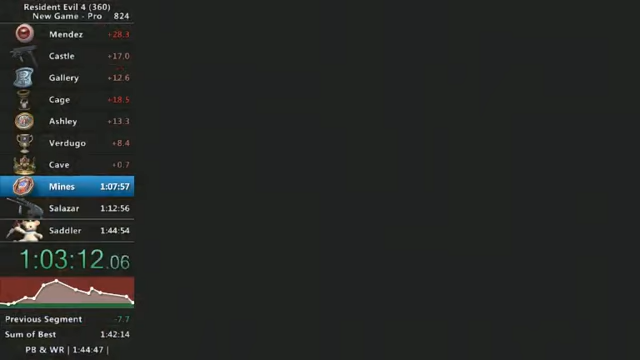 Resident Evil 4 (360)
New Game - Pro 824
Mendez +28.3
Castle +17.0
Gallery +12.6
Cage +18.5
Ashley +13.3
Verdugo +8.4
Cave +0.7
Mines 1:07:57
Salazar 1:12:56
Saddler 1:44:54
1:03:12.06
Previous Segment -7.7
Sum of Best 1:42:14
PB & WR | 1:44:47 |